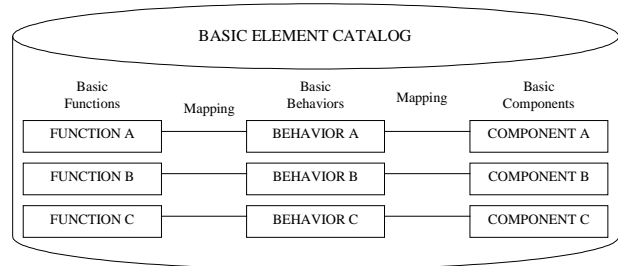 BASIC ELEMENT CATALOG
Basic
Functions
Mapping
Basic
Behaviors
Mapping
Basic
Components
FUNCTION A
BEHAVIOR A
COMPONENT A
FUNCTION B
BEHAVIOR B
COMPONENT B
FUNCTION C
BEHAVIOR C
COMPONENT C